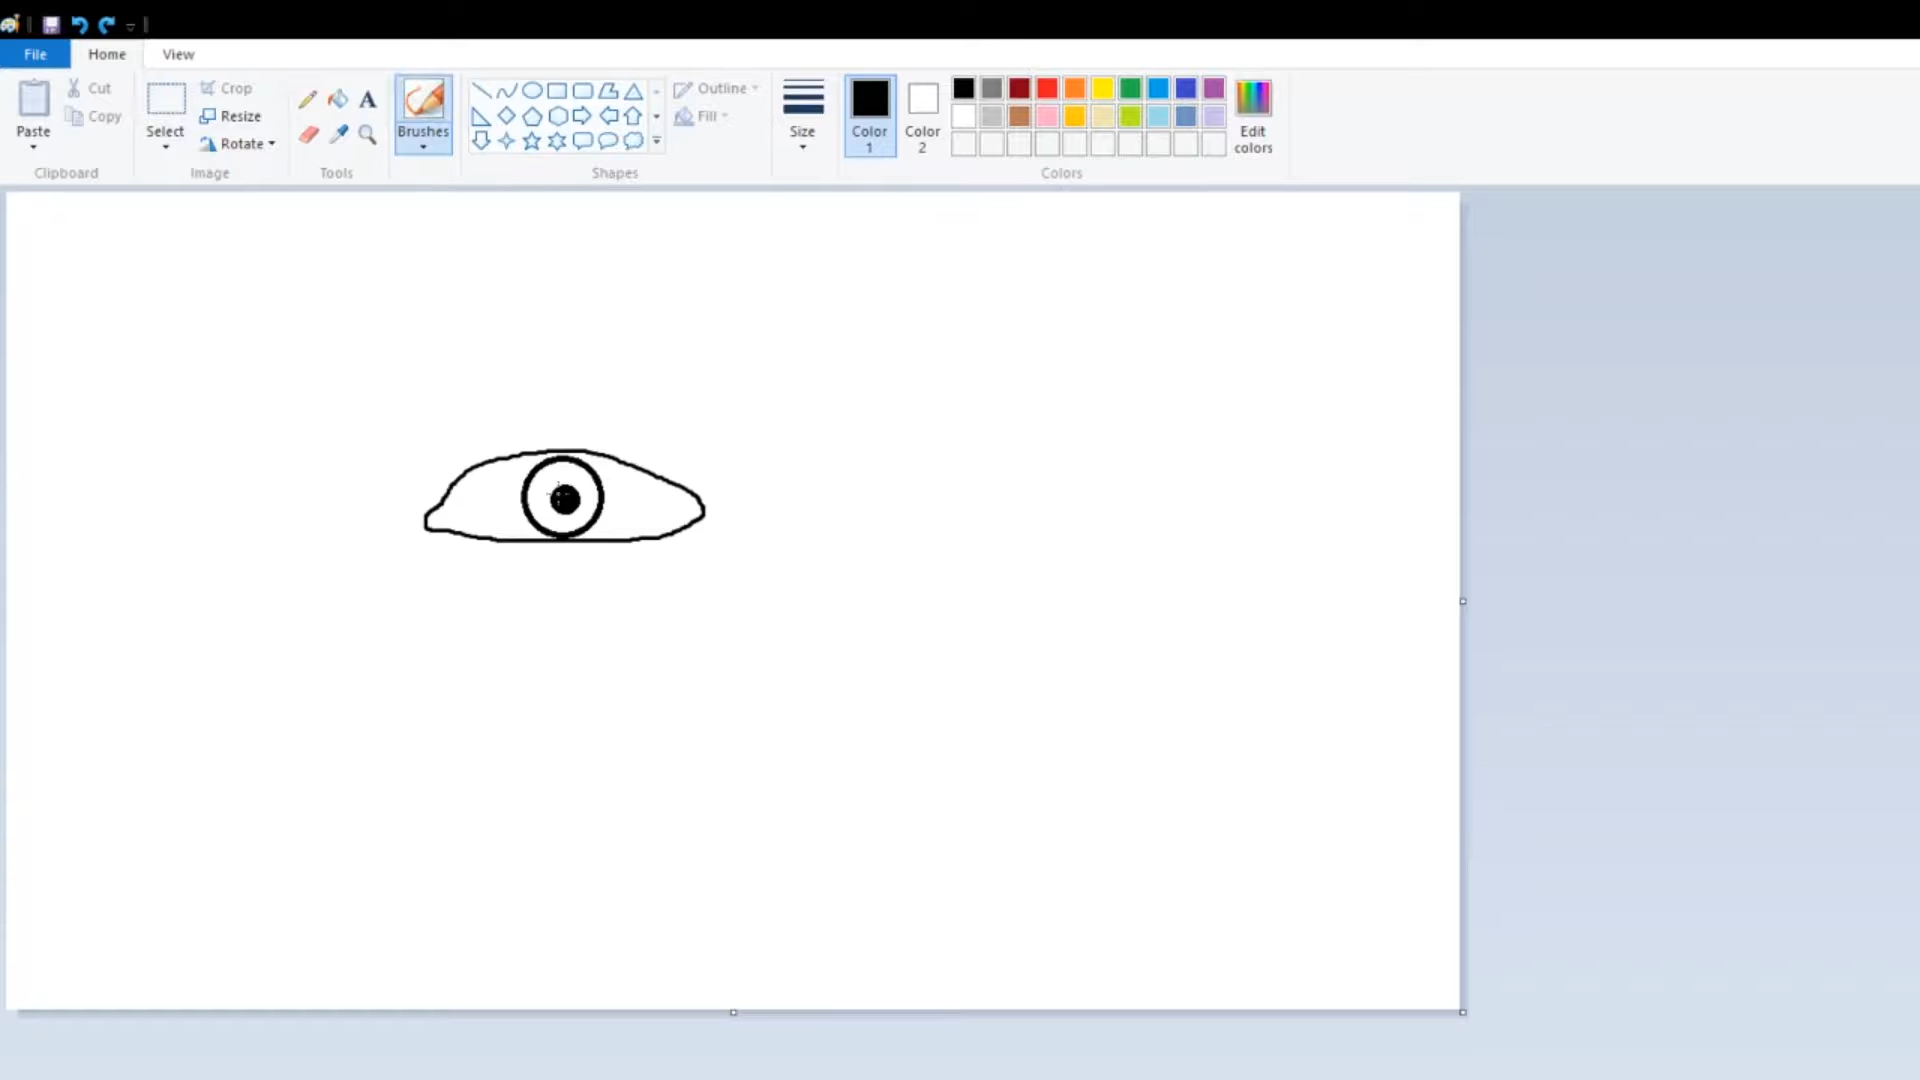 File Home View
Paste Cut Copy Select Crop Resize Rotate A Brushes Outline Fill Size Color 1 Color 2 Edit colors
Clipboard Image Tools Shapes Colors